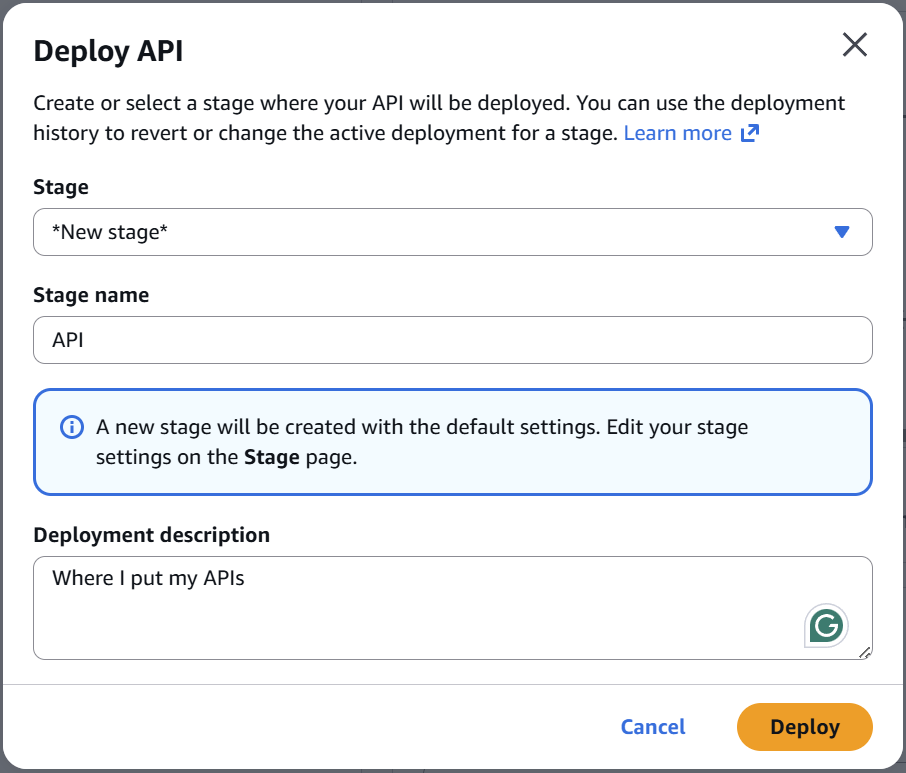 Deploy API
Create or select a stage where your API will be deployed. You can use the deployment
history to revert or change the active deployment for a stage. Learn more
Stage
*New stage*
Stage name
API
A new stage will be created with the default settings. Edit your stage
settings on the Stage page.
Deployment description
Where I put my APIs
Cancel
Deploy